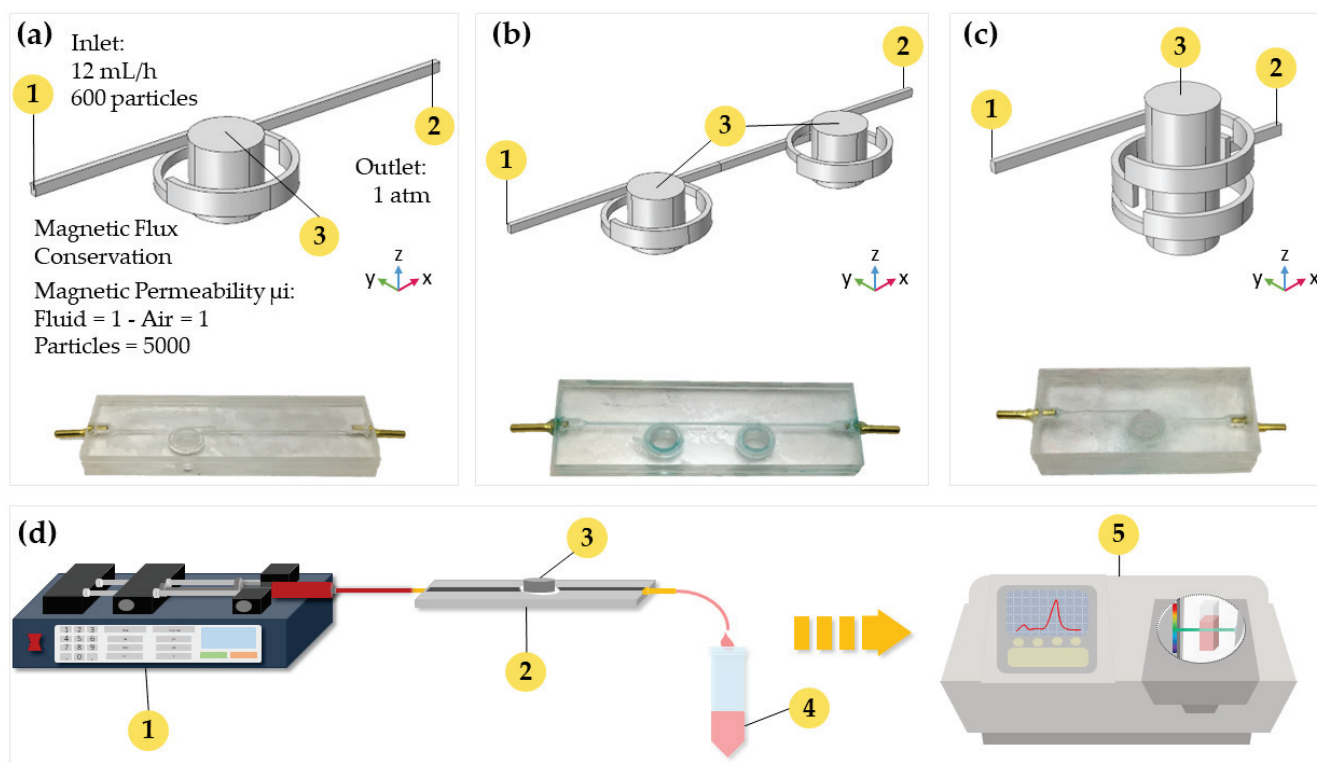 (a)
Inlet:
12 mL/h
600 particles
1
2
3
Outlet:
1 atm
Magnetic Flux
Conservation
Magnetic Permeability μi:
Fluid = 1 - Air = 1
Particles = 5000
z
y
x
(b)
1
2
3
z
y
x
(c)
1
2
3
z
y
x
(d)
1 2 3
4 5 6
7 8 9
. 0 .
1
2
3
4
5